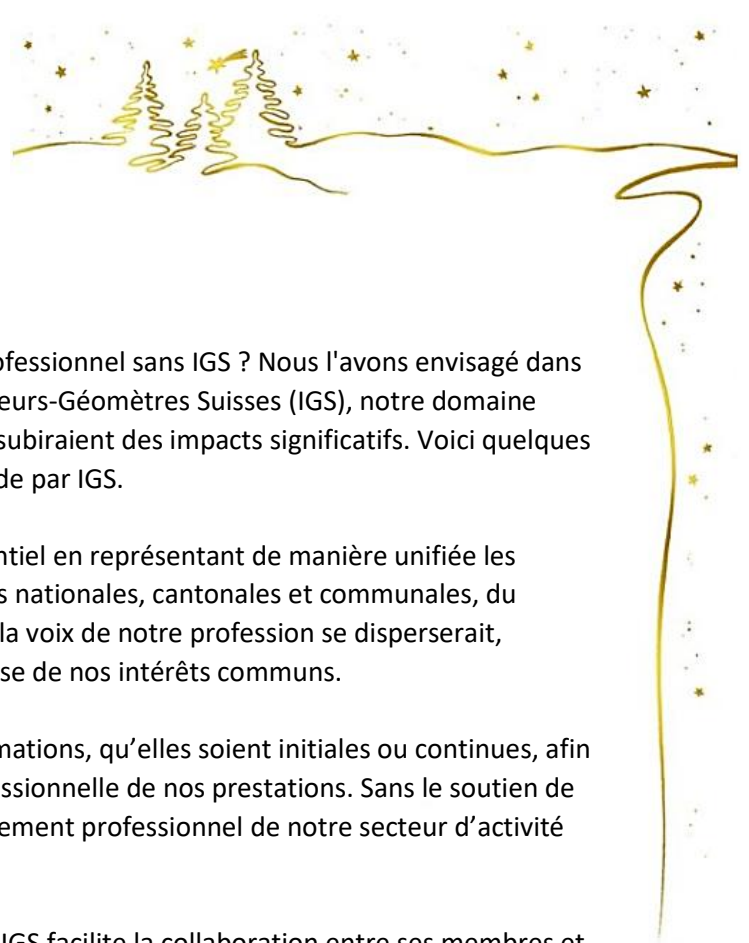 ofessionnel sans IGS ? Nous l'avons envisagé dans
eurs-Géomètres Suisses (IGS), notre domaine
subiraient des impacts significatifs. Voici quelques
de par IGS.
ntiel en représentant de manière unifiée les
s nationales, cantonales et communales, du
la voix de notre profession se disperserait,
se de nos intérêts communs.
mations, qu’elles soient initiales ou continues, afin
ssionnelle de nos prestations. Sans le soutien de
ement professionnel de notre secteur d’activité
IGS facilite la collaboration entre ses membres et